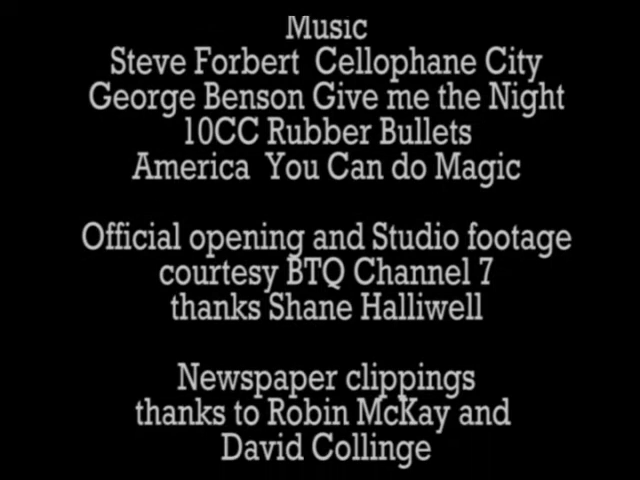 Music
Steve Forbert  Cellophane City
George Benson Give me the Night
10CC Rubber Bullets
America  You Can do Magic
Official opening and Studio footage
courtesy BTQ Channel 7
thanks Shane Halliwell
Newspaper clippings
thanks to Robin McKay and
David Collinge